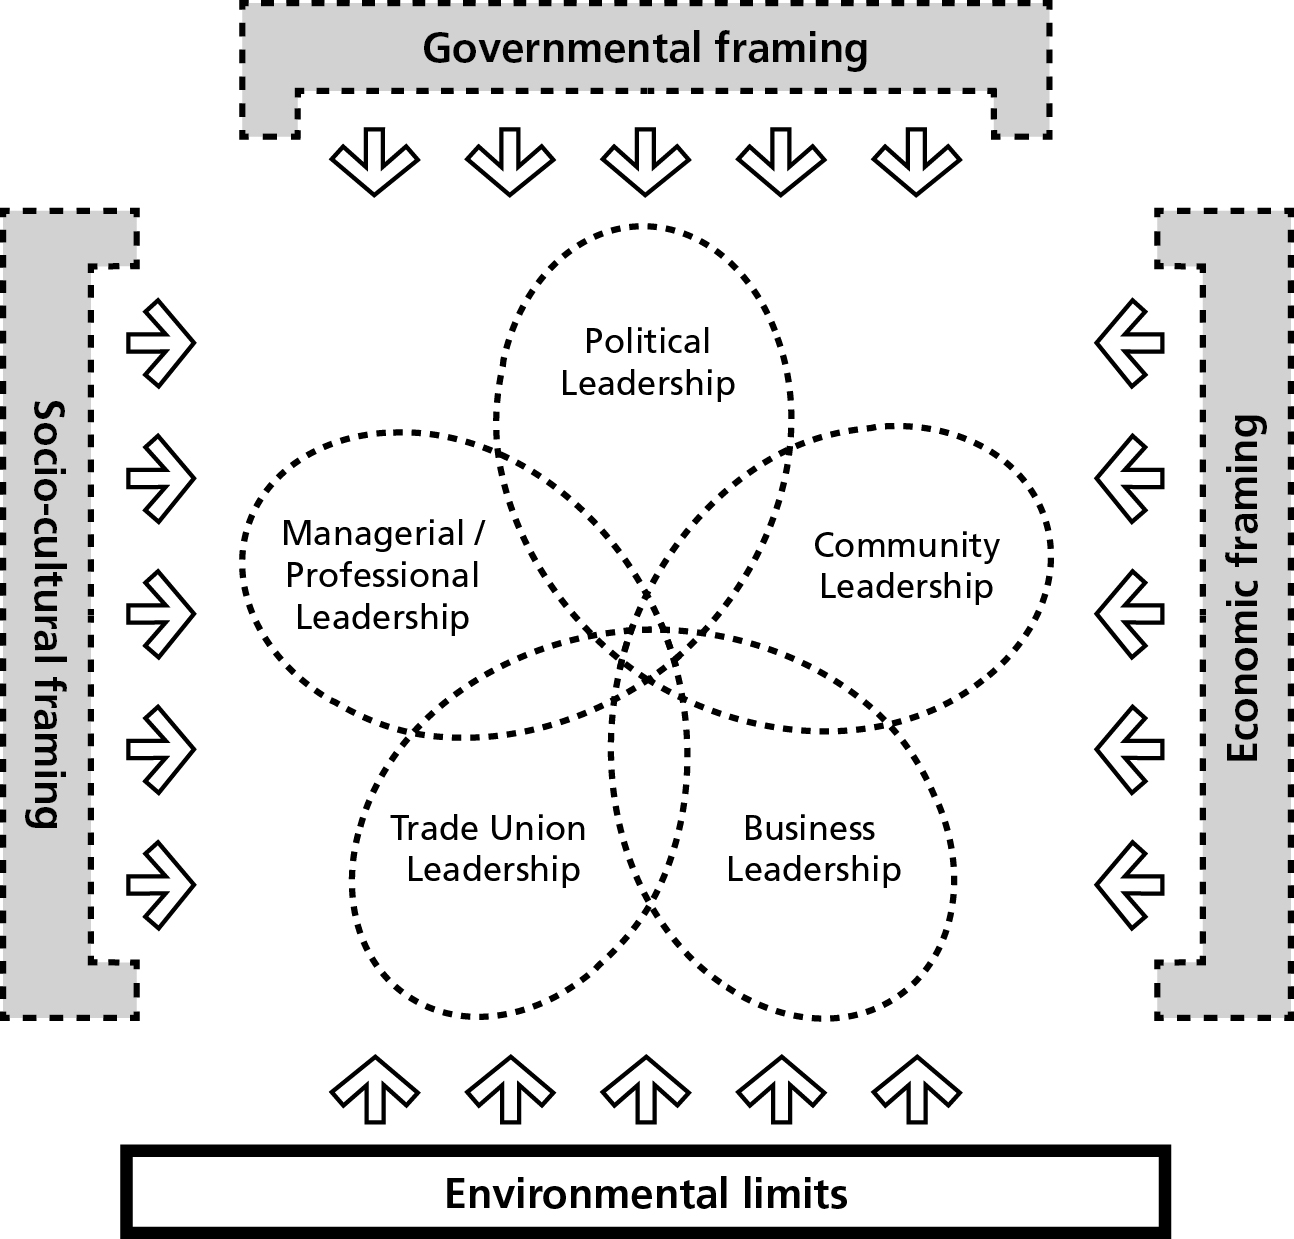 Governmental framing
Socio-cultural framing
Political
Leadership
Managerial /
Professional
Leadership
Community
Leadership
Trade Union
Leadership
Business
Leadership
Economic framing
Environmental limits